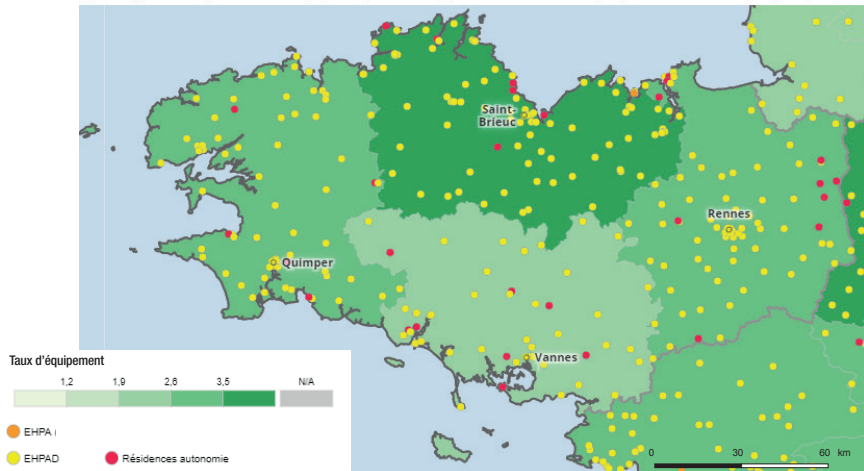 Saint-
Brieuc
Rennes
Quimper
Vannes
Taux d'équipement
1,2 1,9 2,6 3,5 N/A
EHPA
EHPAD Résidences autonomie
0 30 60 km